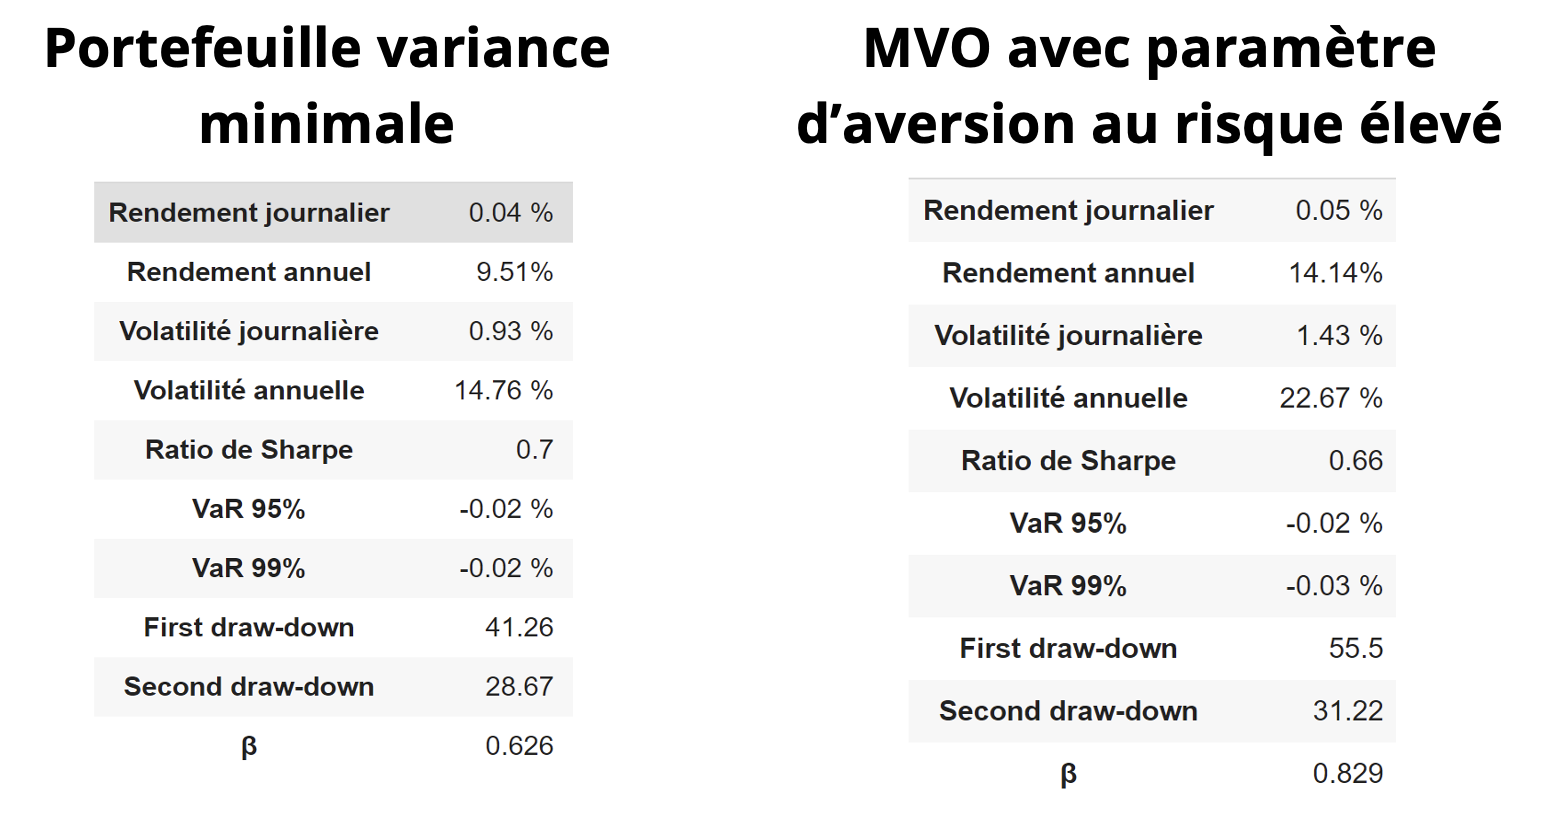 Portefeuille variance
minimale
Rendement journalier 0.04 %
Rendement annuel 9.51%
Volatilité journalière 0.93 %
Volatilité annuelle 14.76 %
Ratio de Sharpe 0.7
VaR 95% -0.02 %
VaR 99% -0.02 %
First draw-down 41.26
Second draw-down 28.67
β 0.626
MVO avec paramètre
d’aversion au risque élevé
Rendement journalier 0.05 %
Rendement annuel 14.14%
Volatilité journalière 1.43 %
Volatilité annuelle 22.67 %
Ratio de Sharpe 0.66
VaR 95% -0.02 %
VaR 99% -0.03 %
First draw-down 55.5
Second draw-down 31.22
β 0.829